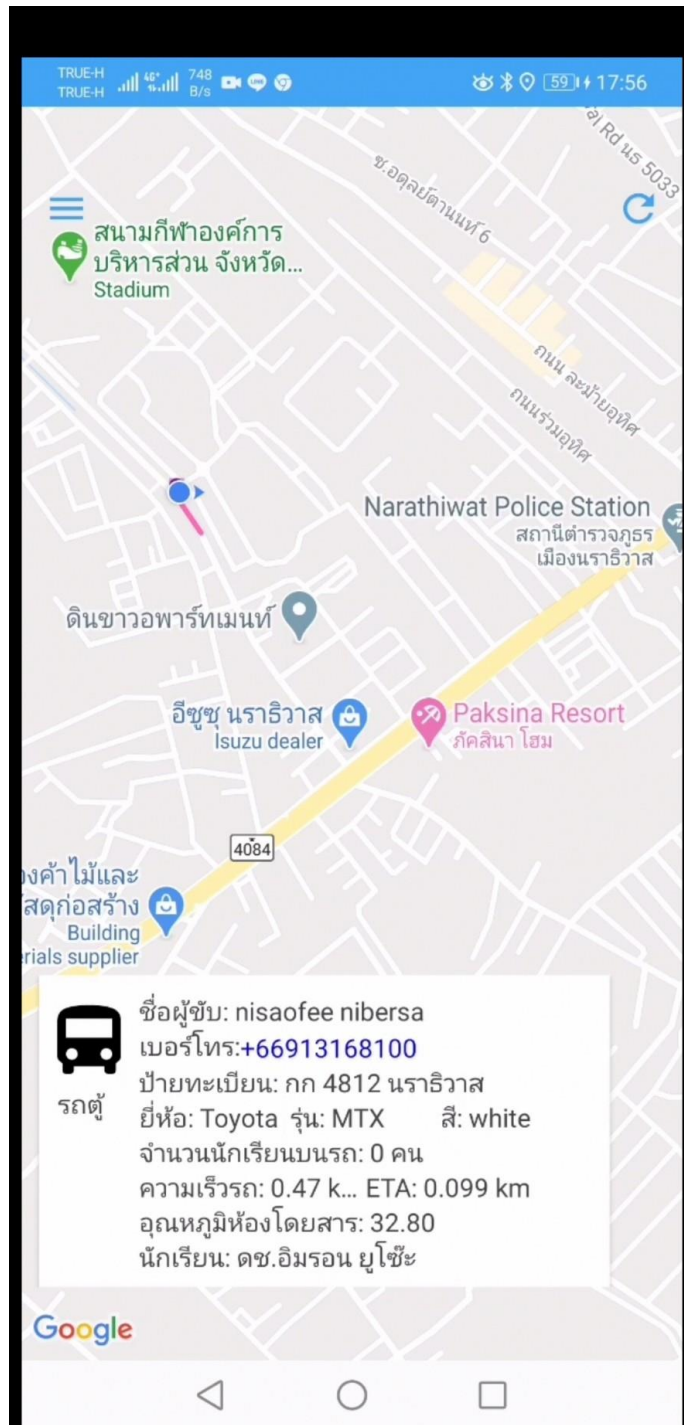 TRUE-H
TRUE-H
4G+
748
B/s
LINE
59
17:56
Rd นธ 5033
ซ.อดุลย์ตานนท์ 6
สนามกีฬาองค์การ
บริหารส่วน จังหวัด...
Stadium
ถนน ละม้ายอุทิศ
ถนนร่วมอุทิศ
Narathiwat Police Station
สถานีตำรวจภูธร
เมืองนราธิวาส
ดินขาวอพาร์ทเมนท์
อีซูซุ นราธิวาส
Isuzu dealer
Paksina Resort
ภัคสินา โฮม
4084
งค้าไม้และ
ัสดุก่อสร้าง
Building
rials supplier
รถตู้
ชื่อผู้ขับ: nisaofee nibersa
เบอร์โทร:+66913168100
ป้ายทะเบียน: กก 4812 นราธิวาส
ยี่ห้อ: Toyota รุ่น: MTX สี: white
จำนวนนักเรียนบนรถ: 0 คน
ความเร็วรถ: 0.47 k... ETA: 0.099 km
อุณหภูมิห้องโดยสาร: 32.80
นักเรียน: ดช.อิมรอน ยูโซ๊ะ
Google